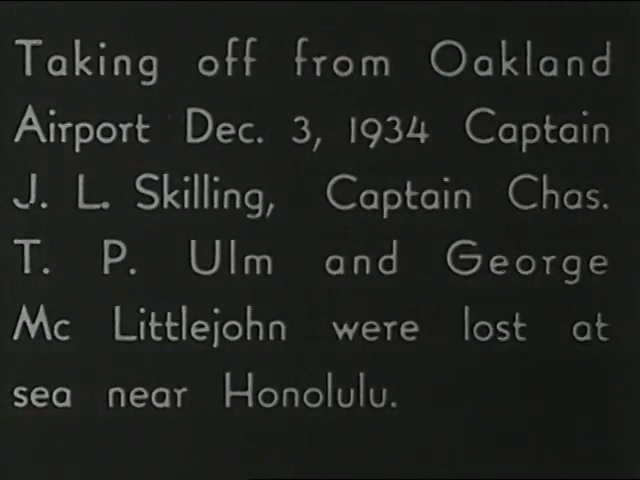 Taking off from Oakland
Airport Dec. 3, 1934 Captain
J. L. Skilling, Captain Chas.
T. P. Ulm and George
Mc Littlejohn were lost at
sea near Honolulu.